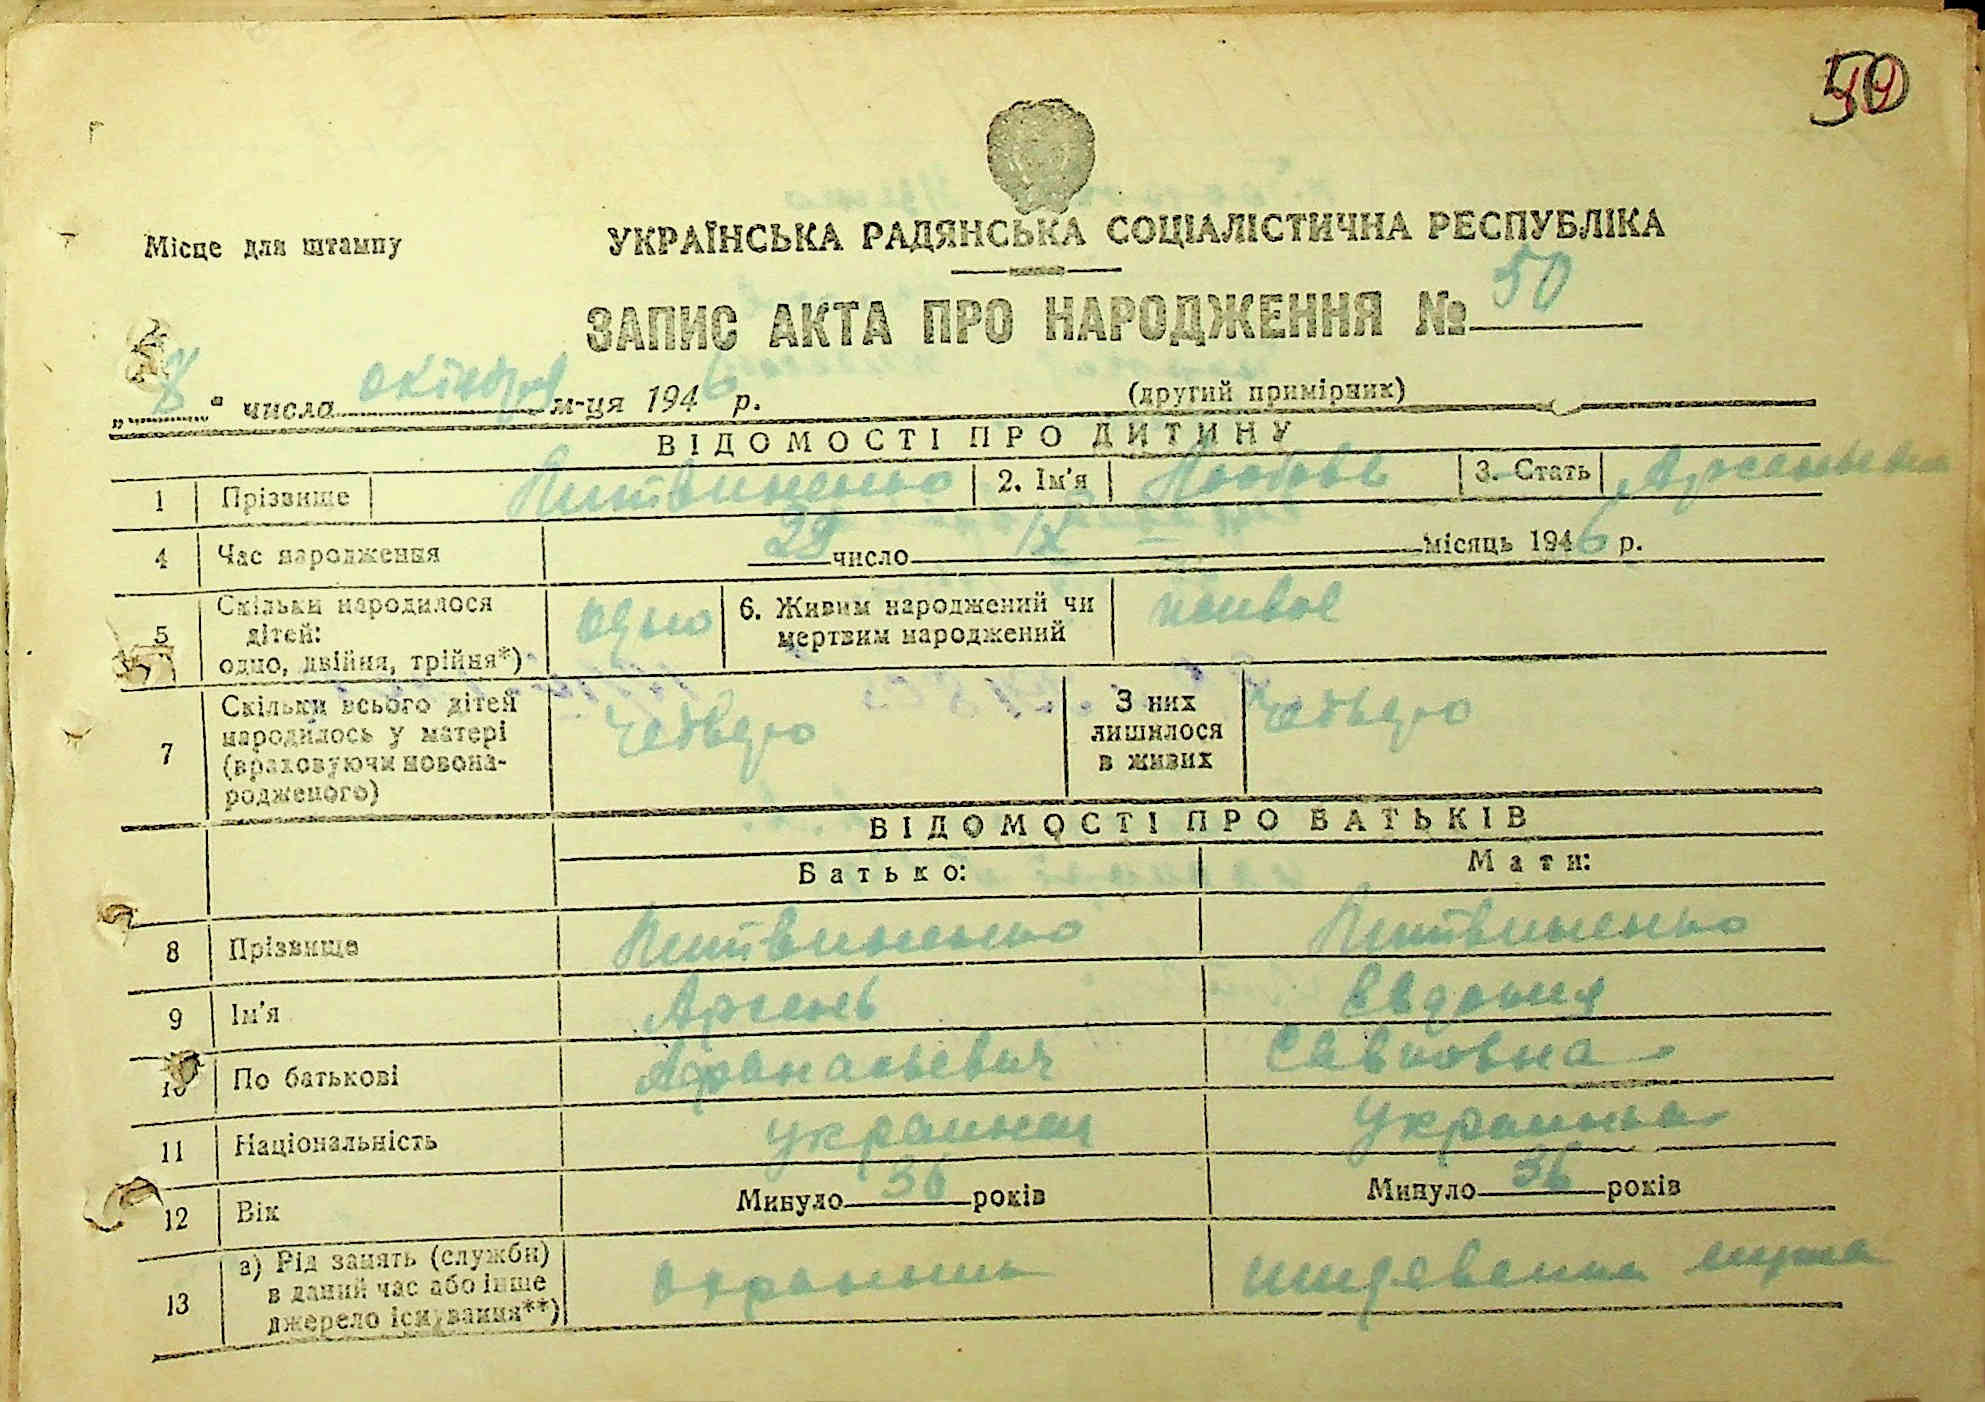 50
Місце для штампу
УКРАЇНСЬКА РАДЯНСЬКА СОЦІАЛІСТИЧНА РЕСПУБЛІКА
ЗАПИС АКТА ПРО НАРОДЖЕННЯ № 50
„8“ числа октября м-ця 1946 р. (другий примірник)
ВІДОМОСТІ ПРО ДИТИНУ
1 Прізвище Литвиненко 2. Ім'я Любовь 3. Стать Женская
4 Час народження 28 число IX місяць 1946 р.
5 Скільки народилося дітей: одно, двійня, трійня*) одно 6. Живим народжений чи мертвим народжений живое
7 Скільки всього дітей народилось у матері (враховуючи новонародженого) четверо З них лишилося в живих четверо
ВІДОМОСТІ ПРО БАТЬКІВ
Батько: Мати:
8 Прізвище Литвиненко Литвиненко
9 Ім'я Арсень Евдокия
10 По батькові Афанасьевич Саввовна
11 Національність украинец украинка
12 Вік Минуло 36 років Минуло 36 років
13 а) Рід занять (служби) в даний час або інше джерело існування**) охранник иждевении мужа